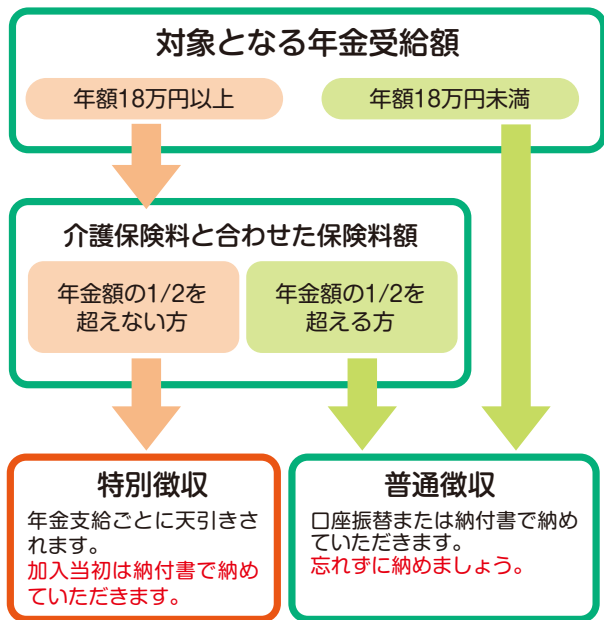 対象となる年金受給額
年額18万円以上
年額18万円未満
介護保険料と合わせた保険料額
年金額の1/2を
超えない方
年金額の1/2を
超える方
特別徴収
年金支給ごとに天引きさ
れます。
加入当初は納付書で納め
ていただきます。
普通徴収
口座振替または納付書で納め
ていただきます。
忘れずに納めましょう。